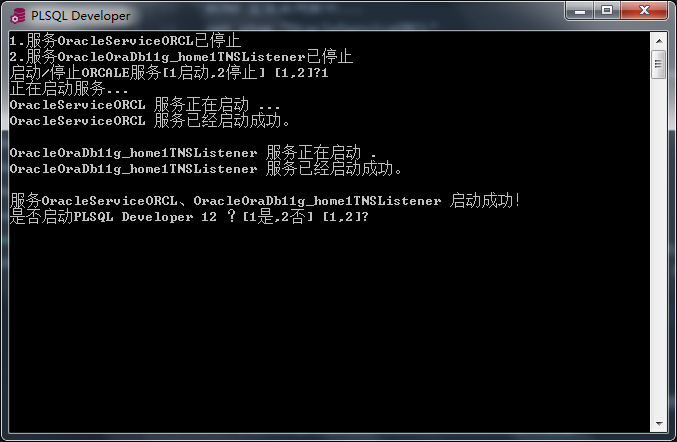 PLSQL Developer
1.服务OracleServiceORCL已停止
2.服务OracleOraDb11g_home1TNSListener已停止
启动/停止ORCALE服务[1启动,2停止] [1,2]?1
正在启动服务...
OracleServiceORCL 服务正在启动 ...
OracleServiceORCL 服务已经启动成功。
OracleOraDb11g_home1TNSListener 服务正在启动 .
OracleOraDb11g_home1TNSListener 服务已经启动成功。
服务OracleServiceORCL、OracleOraDb11g_home1TNSListener 启动成功!
是否启动PLSQL Developer 12 ？[1是,2否] [1,2]?